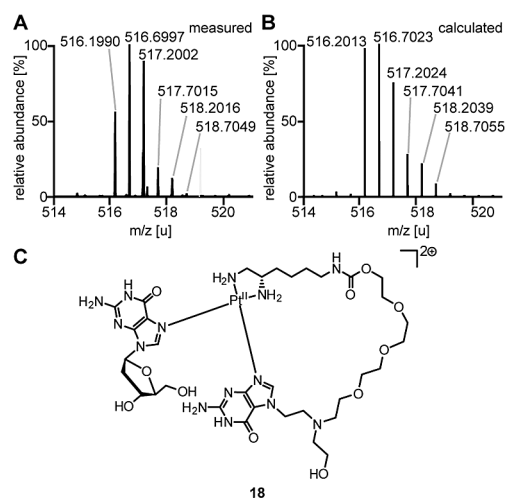 A
measured
516.1990
516.6997
517.2002
517.7015
518.2016
518.7049
relative abundance [%]
100
50
0
514 516 518 520
m/z [u]
B
calculated
516.2013
516.7023
517.2024
517.7041
518.2039
518.7055
relative abundance [%]
100
50
0
514 516 518 520
m/z [u]
C
2⊕
H₂N
NH₂
Pt^II
H
N
O
O
O
O
O
O
N
HO
O
HN
H₂N
N
N
N
N
O
HO
OH
N
N
H₂N
N
N
HN
O
18